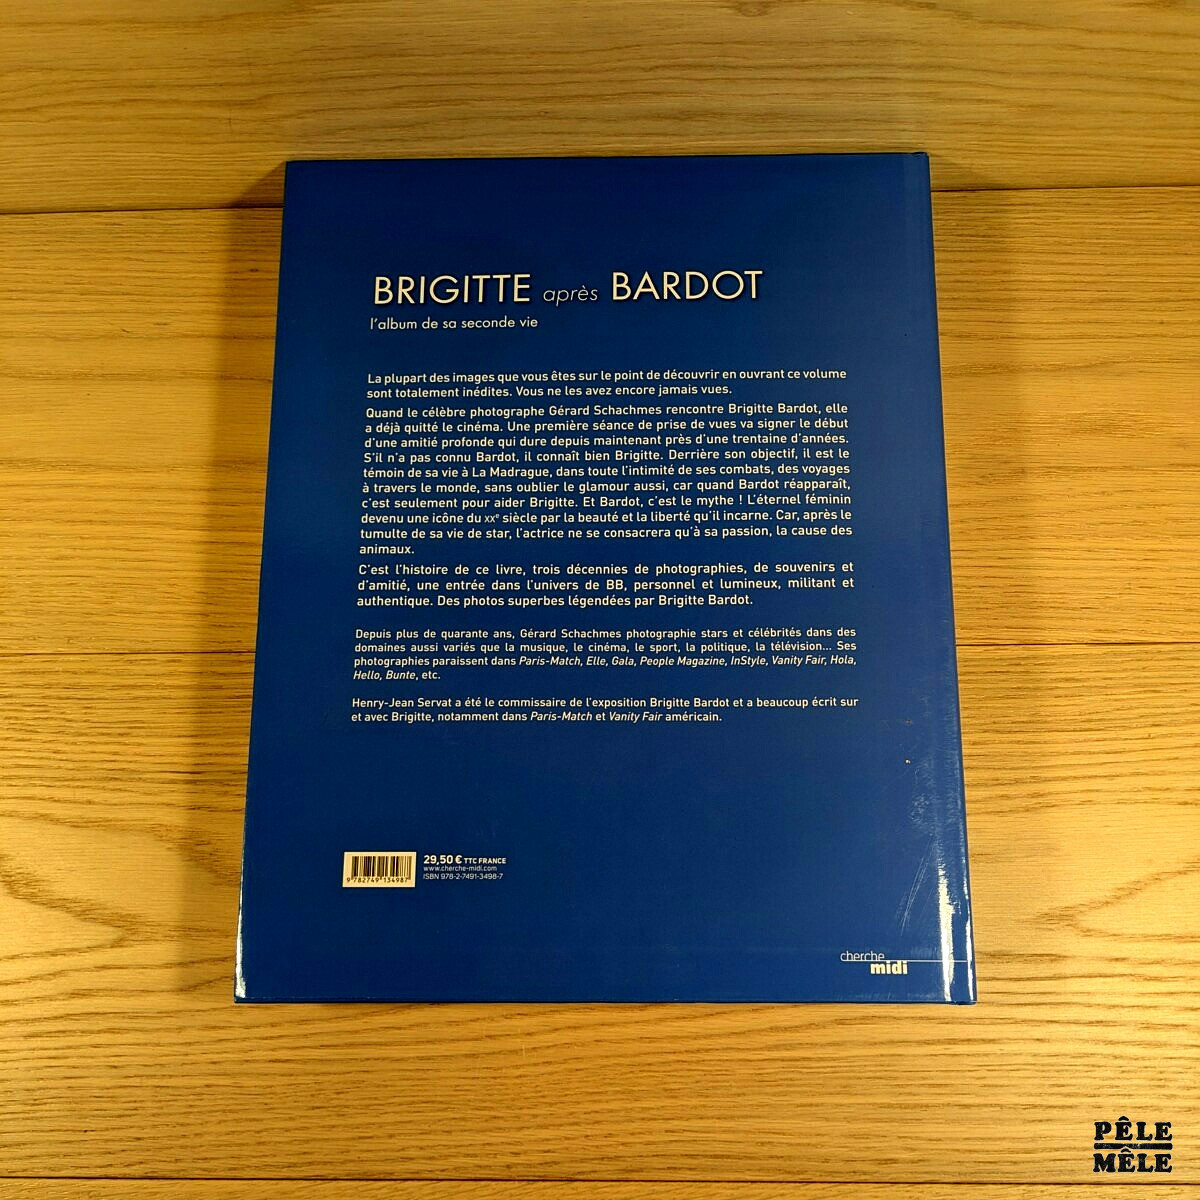 BRIGITTE après BARDOT
l'album de sa seconde vie
La plupart des images que vous êtes sur le point de découvrir en ouvrant ce volume
sont totalement inédites. Vous ne les avez encore jamais vues.
Quand le célèbre photographe Gérard Schachmes rencontre Brigitte Bardot, elle
a déjà quitté le cinéma. Une première séance de prise de vues va signer le début
d'une amitié profonde qui dure depuis maintenant près d'une trentaine d'années.
S'il n'a pas connu Bardot, il connaît bien Brigitte. Derrière son objectif, il est le
témoin de sa vie à La Madrague, dans toute l'intimité de ses combats, des voyages
à travers le monde, sans oublier le glamour aussi, car quand Bardot réapparaît,
c'est seulement pour aider Brigitte. Et Bardot, c'est le mythe ! L'éternel féminin
devenu une icône du XXe siècle par la beauté et la liberté qu'il incarne. Car, après le
tumulte de sa vie de star, l'actrice ne se consacrera qu'à sa passion, la cause des
animaux.
C'est l'histoire de ce livre, trois décennies de photographies, de souvenirs et
d'amitié, une entrée dans l'univers de BB, personnel et lumineux, militant et
authentique. Des photos superbes légendées par Brigitte Bardot.
Depuis plus de quarante ans, Gérard Schachmes photographie stars et célébrités dans des
domaines aussi variés que la musique, le cinéma, le sport, la politique, la télévision... Ses
photographies paraissent dans Paris-Match, Elle, Gala, People Magazine, InStyle, Vanity Fair, Hola,
Hello, Bunte, etc.
Henry-Jean Servat a été le commissaire de l'exposition Brigitte Bardot et a beaucoup écrit sur
et avec Brigitte, notamment dans Paris-Match et Vanity Fair américain.
29,50 € TTC FRANCE
www.cherche-midi.com
ISBN 978-2-7491-3498-7
9 782749 134987
cherche
midi
PÊLE
MÊLE